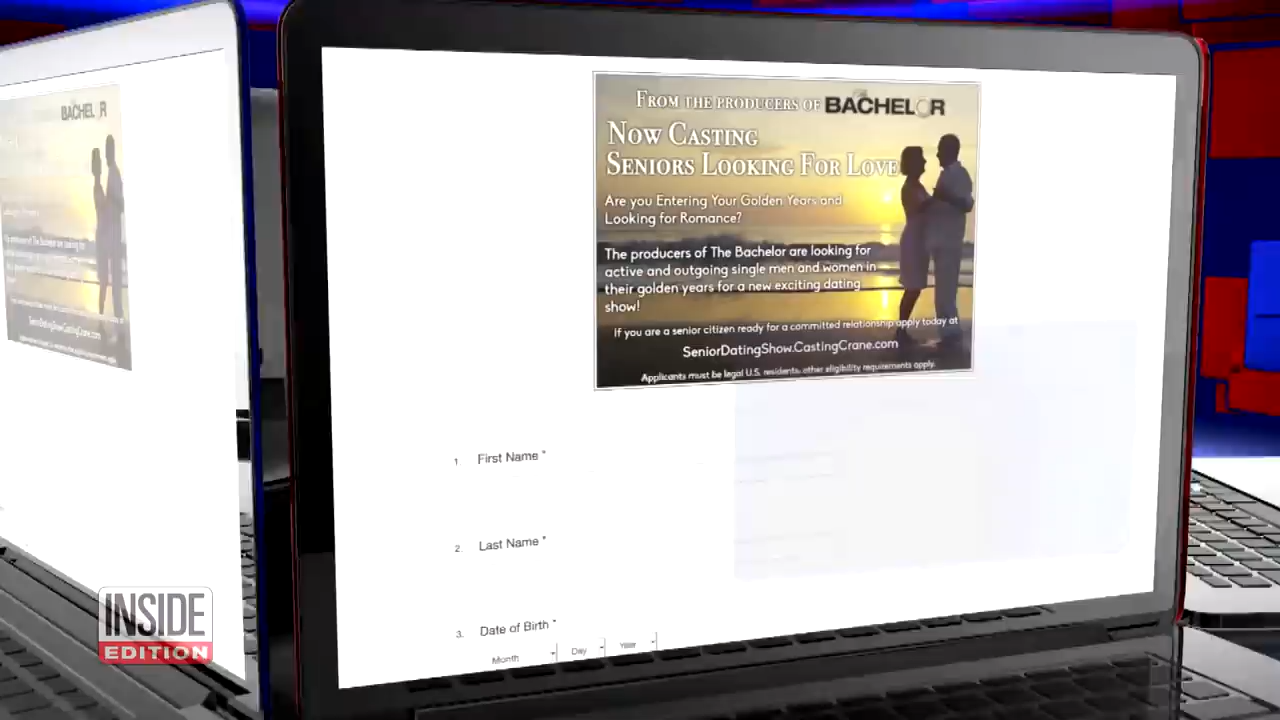 FROM THE PRODUCERS OF THE BACHELOR
NOW CASTING
SENIORS LOOKING FOR LOVE
Are you Entering Your Golden Years and
Looking for Romance?
The producers of The Bachelor are looking for
active and outgoing single men and women in
their golden years for a new exciting dating
show!
If you are a senior citizen ready for a committed relationship apply today at
SeniorDatingShow.CastingCrane.com
Applicants must be legal U.S. residents, other eligibility requirements apply.
1. First Name *
2. Last Name *
3. Date of Birth *
Month Day Year
BACHELOR
SeniorDatingShow.CastingCrane.com
INSIDE
EDITION